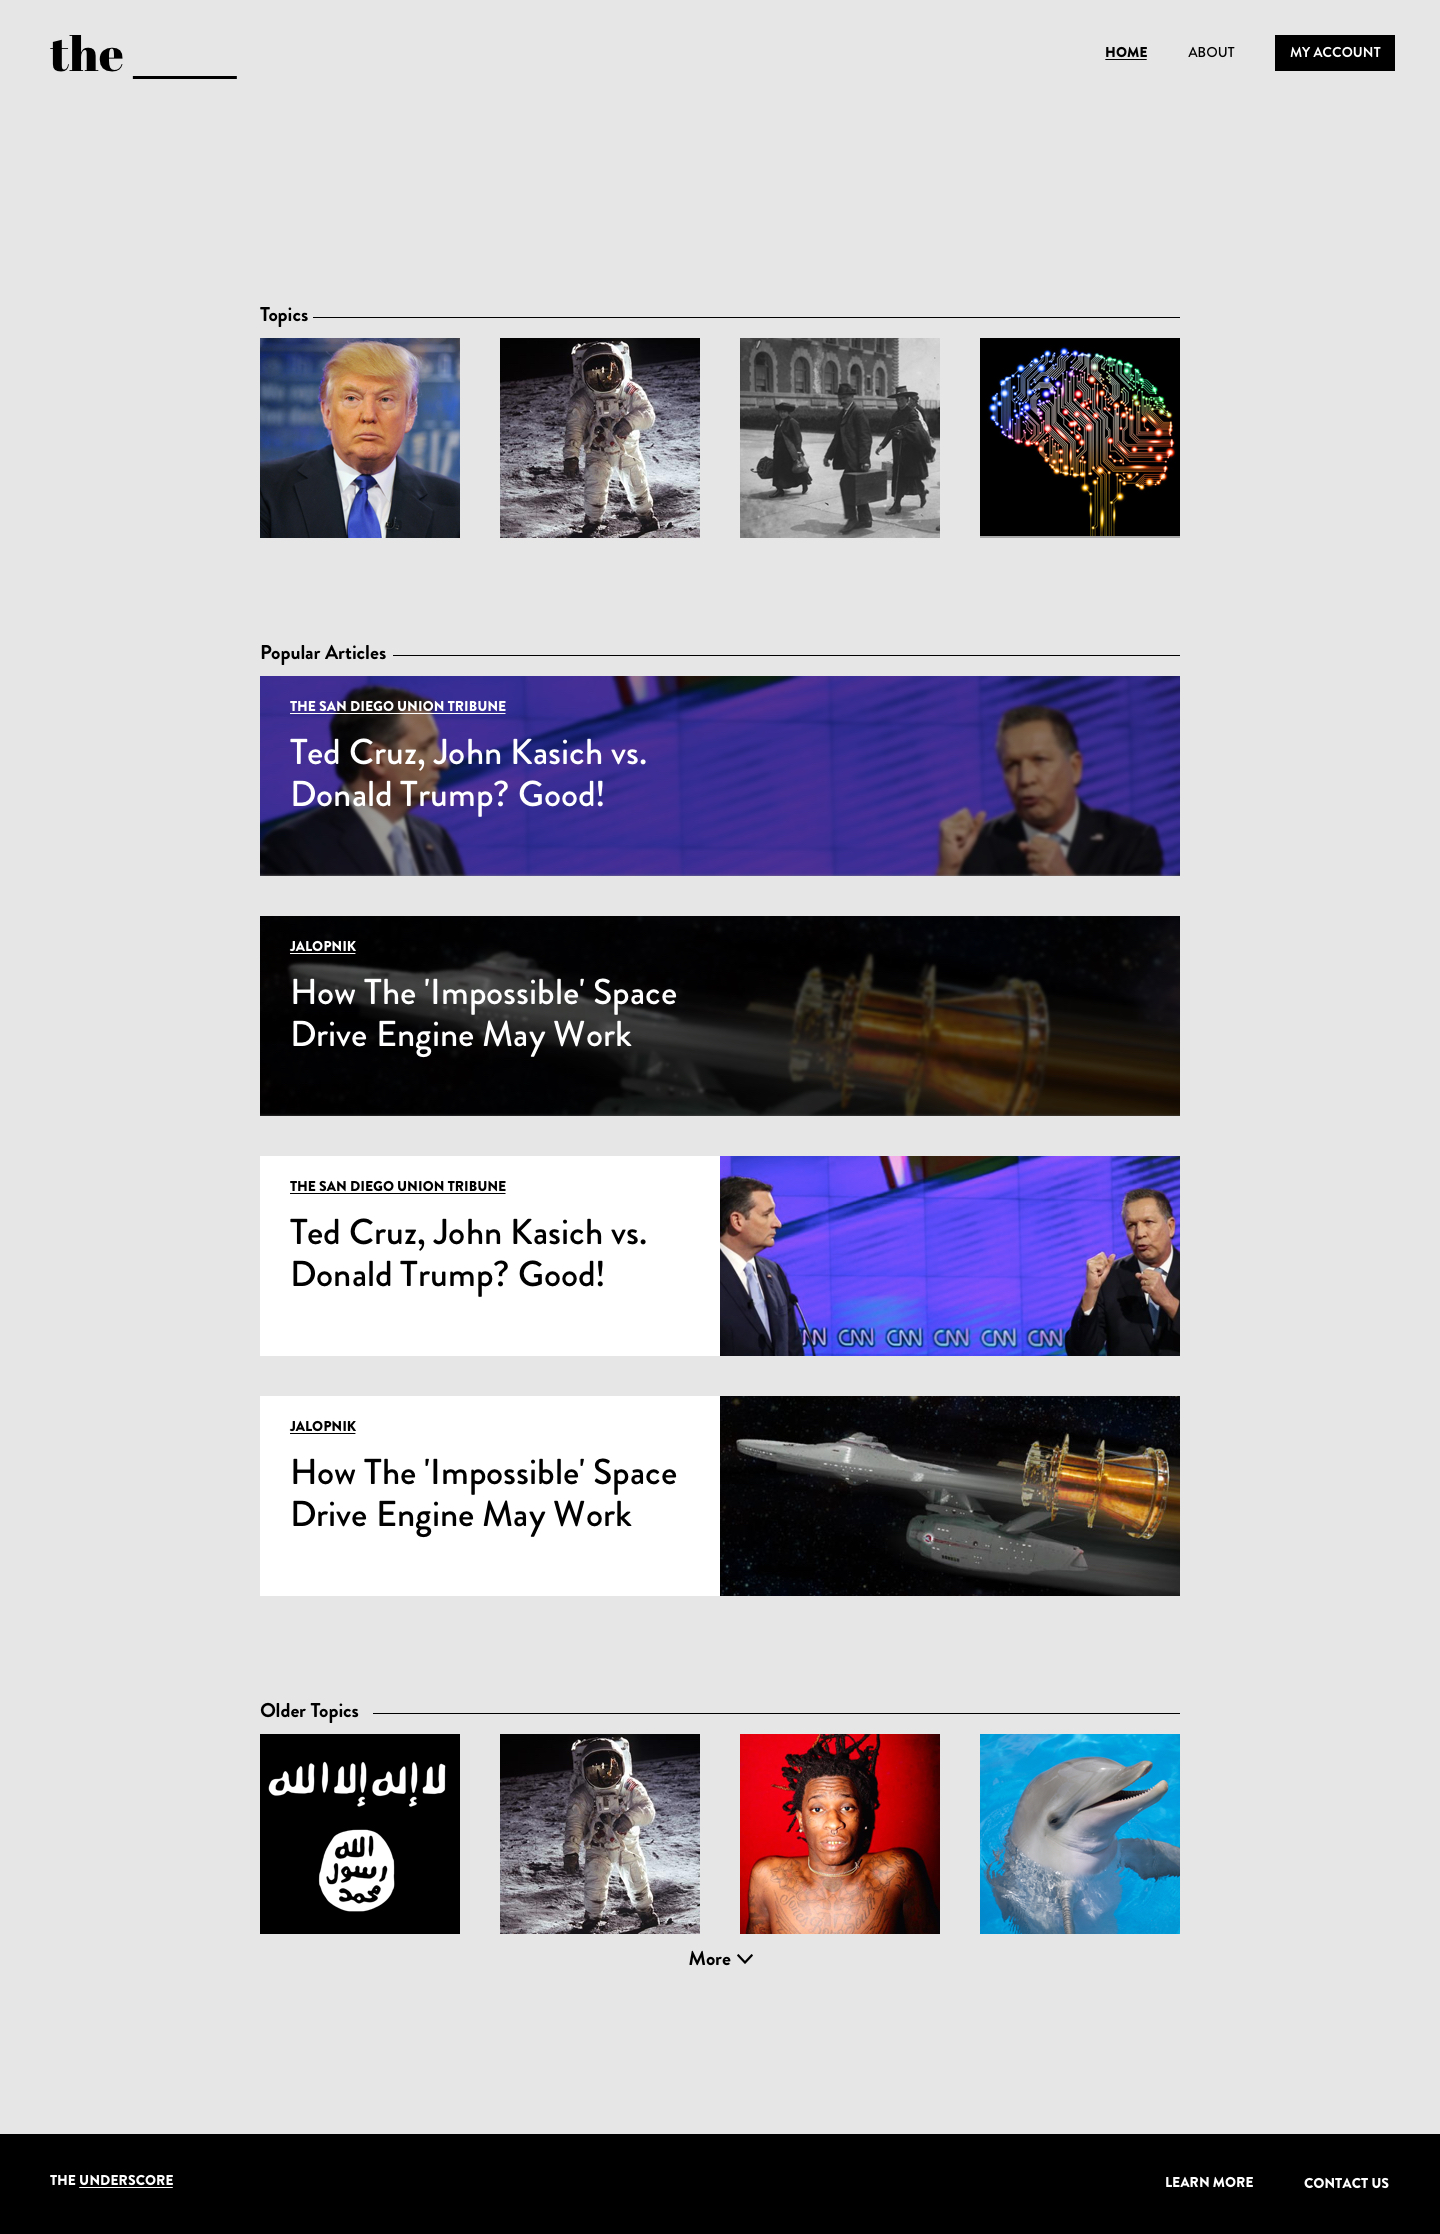 the ______
HOME
ABOUT
MY ACCOUNT
Topics
Popular Articles
THE SAN DIEGO UNION TRIBUNE
Ted Cruz, John Kasich vs.
Donald Trump? Good!
JALOPNIK
How The 'Impossible' Space
Drive Engine May Work
THE SAN DIEGO UNION TRIBUNE
Ted Cruz, John Kasich vs.
Donald Trump? Good!
CNN CNN CNN CNN CNN
JALOPNIK
How The 'Impossible' Space
Drive Engine May Work
Older Topics
لا إله إلا الله
الله
رسول
محمد
More
THE UNDERSCORE
LEARN MORE
CONTACT US